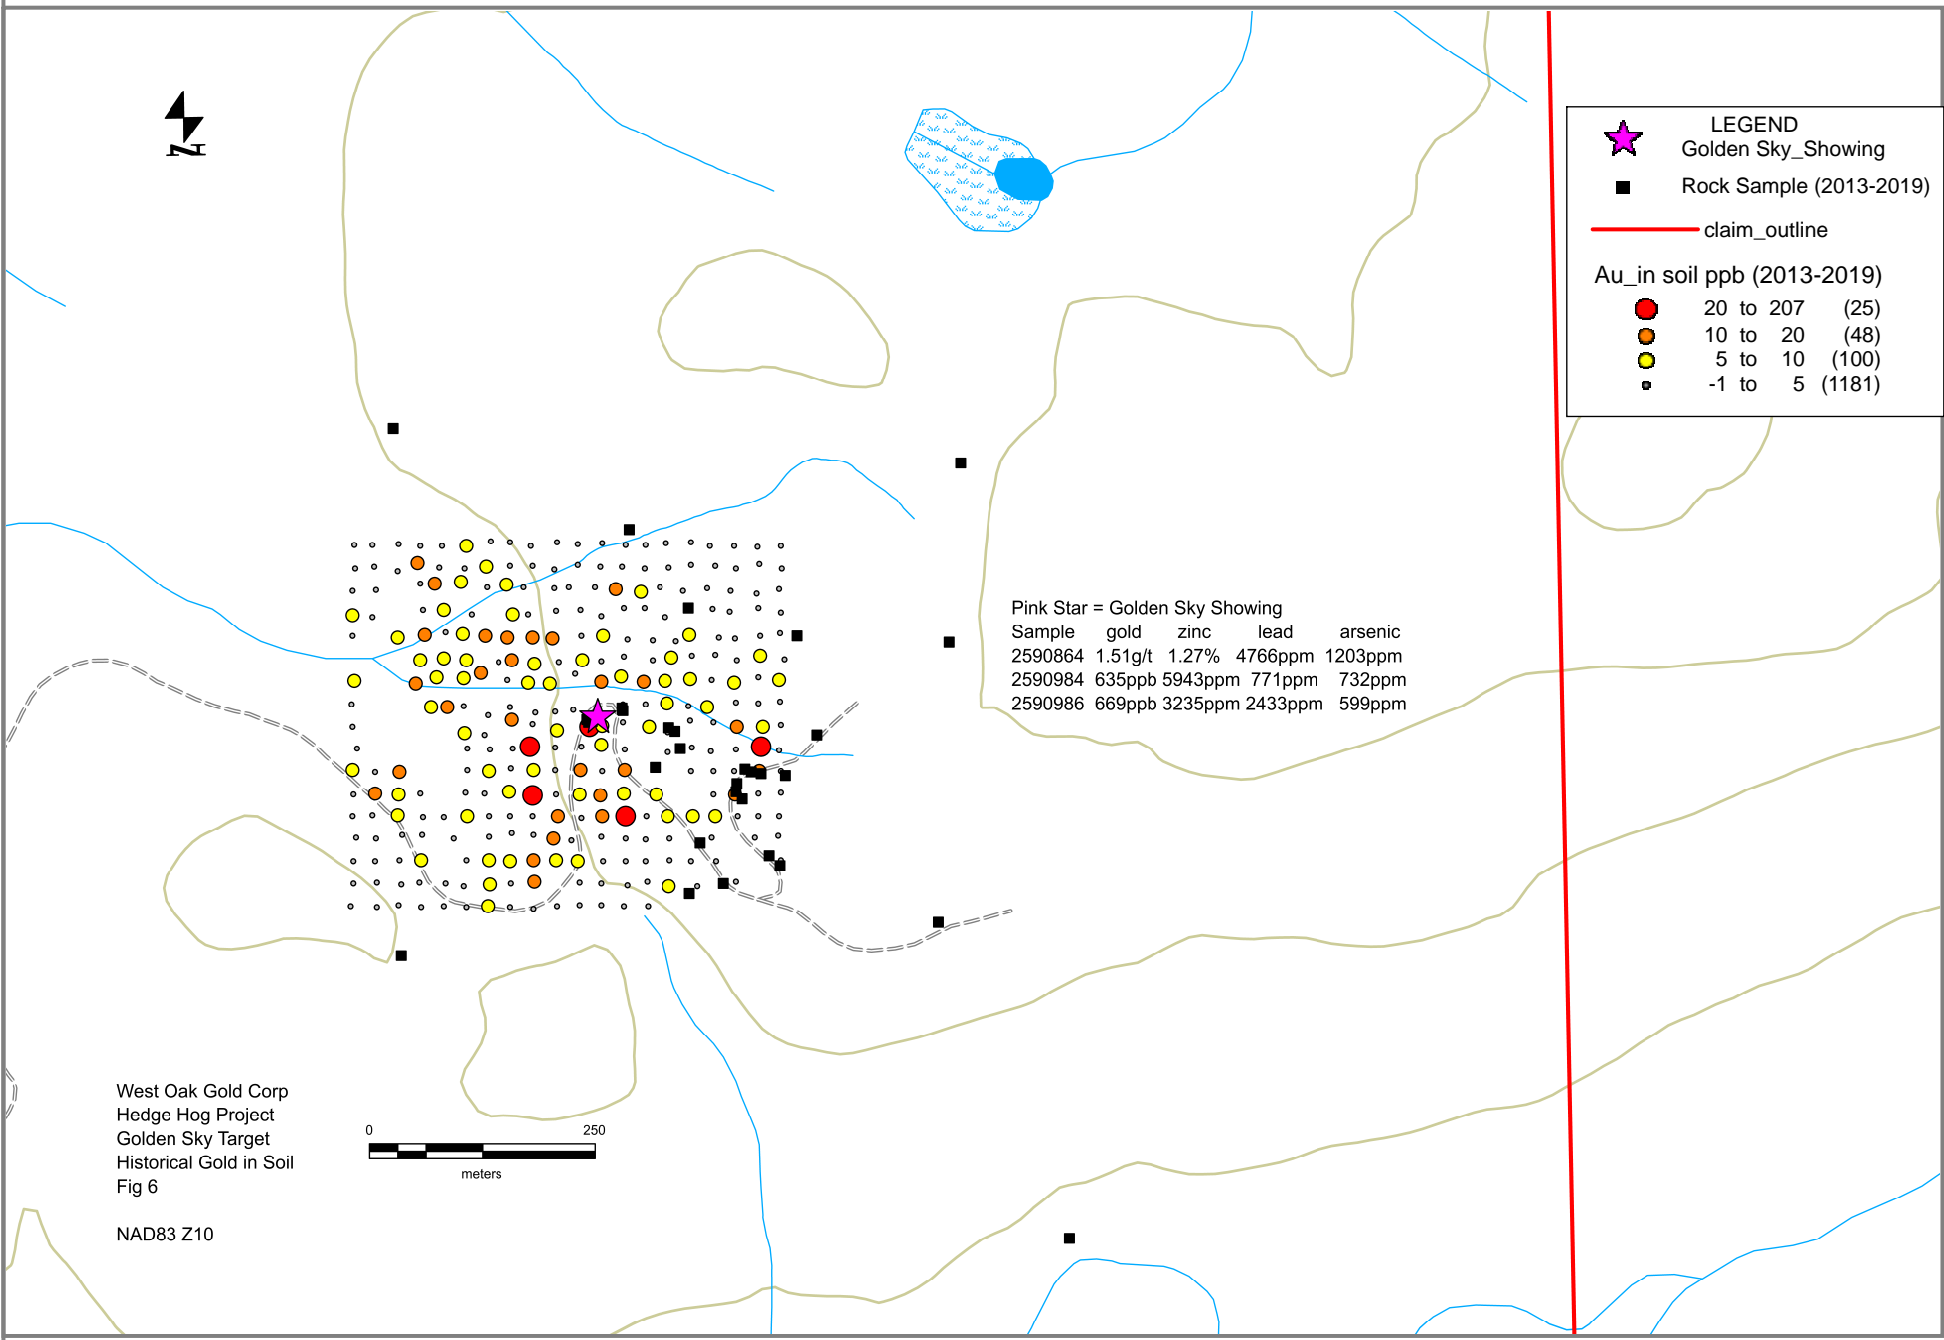 N
LEGEND
Golden Sky_Showing
Rock Sample (2013-2019)
claim_outline
Au_in soil ppb (2013-2019)
20 to 207 (25)
10 to 20 (48)
5 to 10 (100)
-1 to 5 (1181)
Pink Star = Golden Sky Showing
Sample gold zinc lead arsenic
2590864 1.51g/t 1.27% 4766ppm 1203ppm
2590984 635ppb 5943ppm 771ppm 732ppm
2590986 669ppb 3235ppm 2433ppm 599ppm
West Oak Gold Corp
Hedge Hog Project
Golden Sky Target
Historical Gold in Soil
Fig 6
NAD83 Z10
0 250
meters